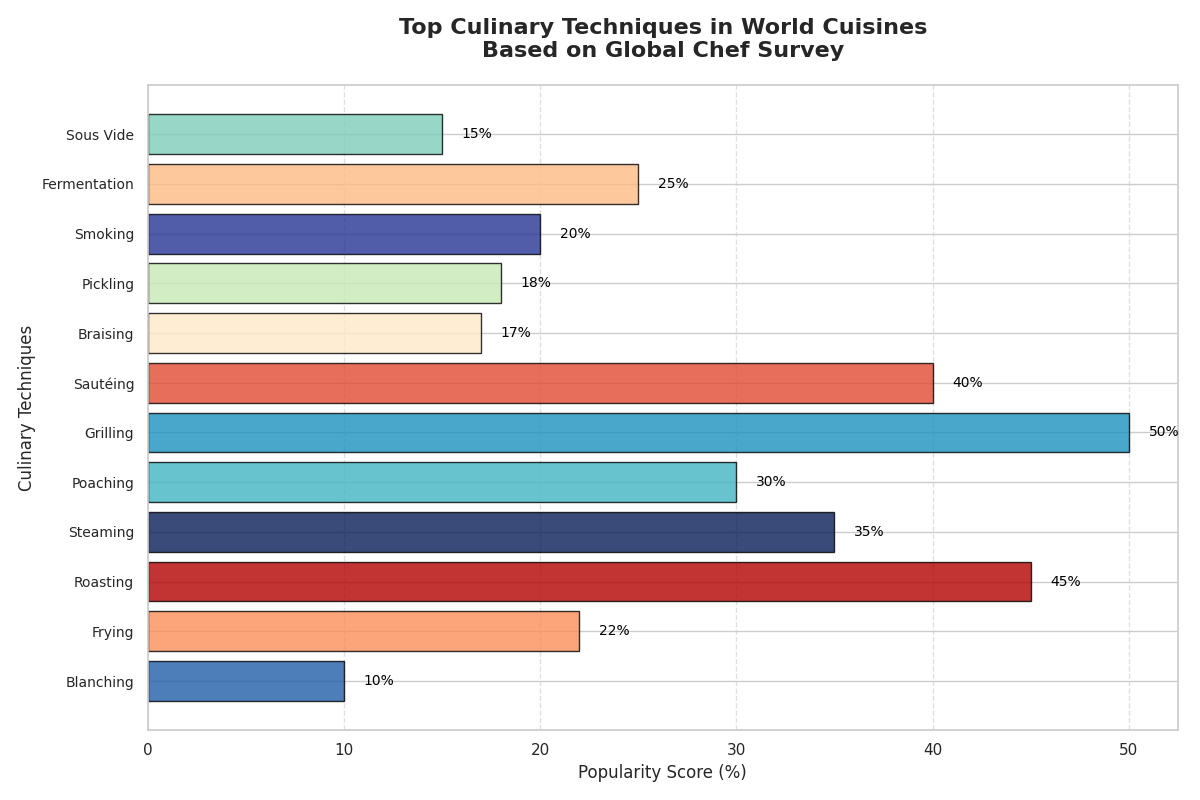 Top Culinary Techniques in World Cuisines
Based on Global Chef Survey
Culinary Techniques
Sous Vide 15%
Fermentation 25%
Smoking 20%
Pickling 18%
Braising 17%
Sautéing 40%
Grilling 50%
Poaching 30%
Steaming 35%
Roasting 45%
Frying 22%
Blanching 10%
0 10 20 30 40 50
Popularity Score (%)